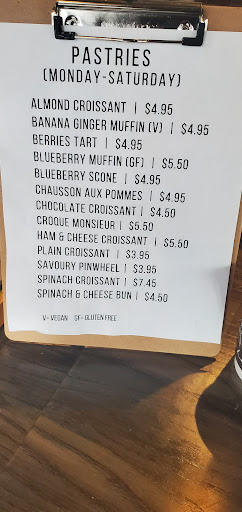 PASTRIES
(MONDAY-SATURDAY)
ALMOND CROISSANT | $4.95
BANANA GINGER MUFFIN (V) | $4.95
BERRIES TART | $4.95
BLUEBERRY MUFFIN (GF) | $5.50
BLUEBERRY SCONE | $4.95
CHAUSSON AUX POMMES | $4.95
CHOCOLATE CROISSANT | $4.50
CROQUE MONSIEUR | $5.50
HAM & CHEESE CROISSANT | $5.50
PLAIN CROISSANT | $3.95
SAVOURY PINWHEEL | $3.95
SPINACH CROISSANT | $7.45
SPINACH & CHEESE BUN | $4.50
V= VEGAN GF= GLUTEN FREE